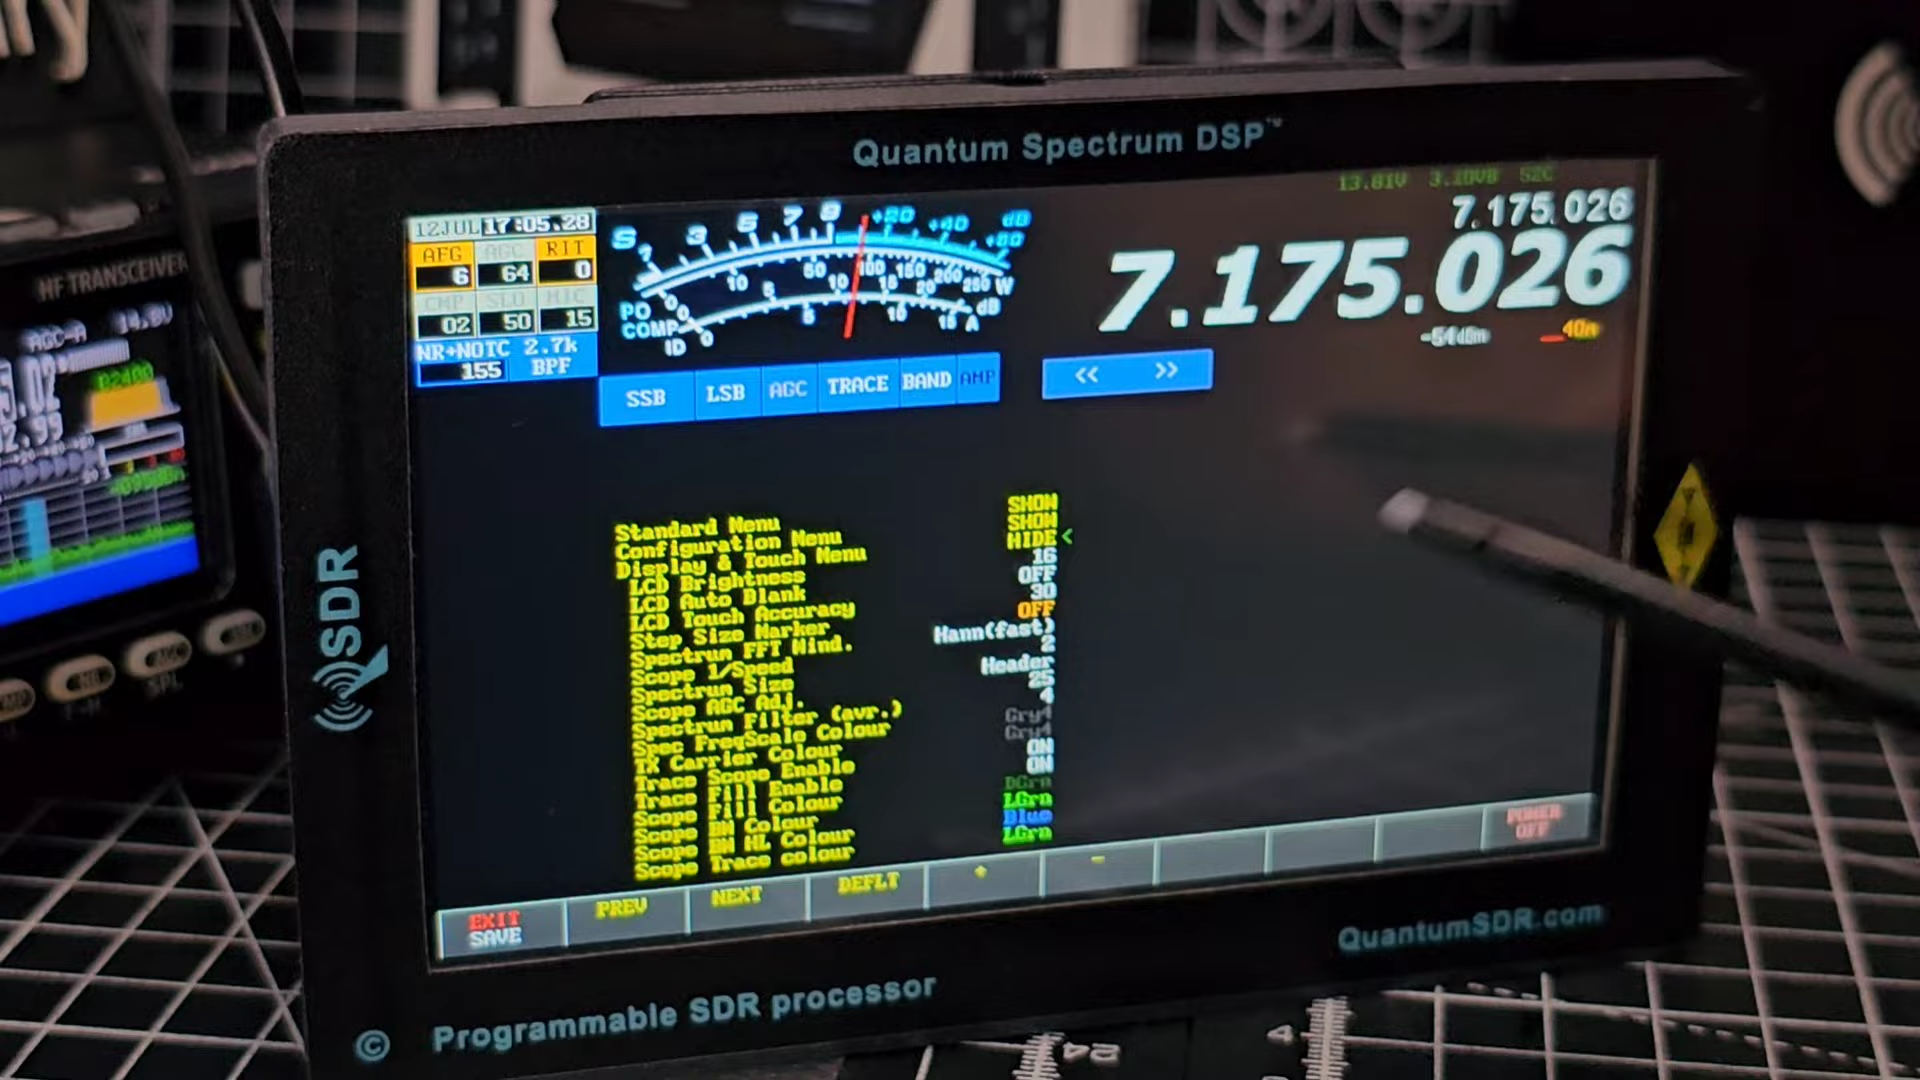 Quantum Spectrum DSP™
HF TRANSCEIVER
12JUL 17:05.28
AFG AGC RIT
6 64 0
CMP SLO MIC
02 50 15
NR+NOTC 2.7k
155 BPF
S 1 3 5 7 9 +20 +40 +60 dB
PO 0 10 50 100 150 200 250 W
COMP 0 5 10 15 20 dB
ID 0 5 10 15 A
13.81V
7.175.026
7.175.026
-54dBm
40m
SSB LSB AGC TRACE BAND AMP
<< >>
Standard Menu SHOW
Configuration Menu SHOW
Display & Touch Menu HIDE <
LCD Brightness 16
LCD Auto Blank OFF
LCD Touch Accuracy 30
Step Size Marker OFF
Spectrum FFT Wind. Hann(fast)
Scope 1/Speed 2
Spectrum Size Header
Scope AGC Adj. 25
Spectrum Filter (avr.) 4
Spec FreqScale Colour Gry4
TX Carrier Colour Gry4
Trace Scope Enable ON
Trace Fill Enable ON
Scope Fill Colour DGrn
Scope BW Colour LGrn
Scope BW HL Colour Blue
Scope Trace colour LGrn
EXIT SAVE
PREV
NEXT
DEFLT
+
-
POWER OFF
QSDR
QuantumSDR.com
© Programmable SDR processor